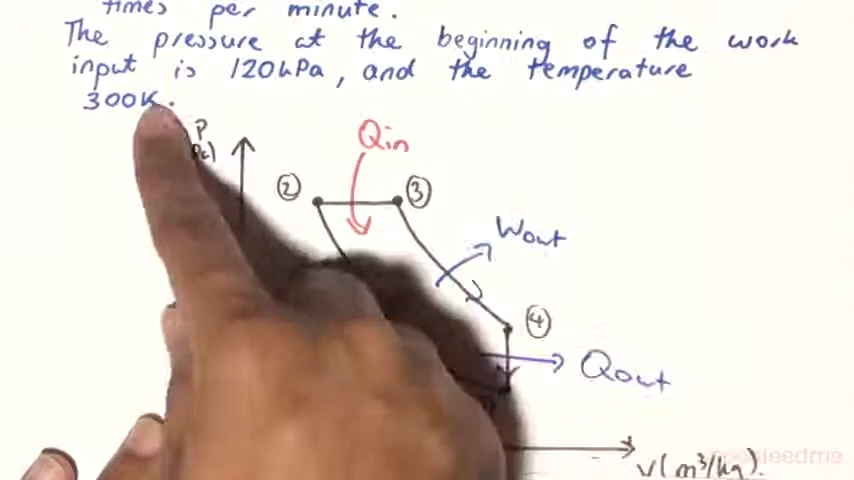 times per minute.
The pressure at the beginning of the work
input is 120kPa, and the temperature
300K.
P
Qin
②
③
Wout
④
Qout
v(m³/kg).